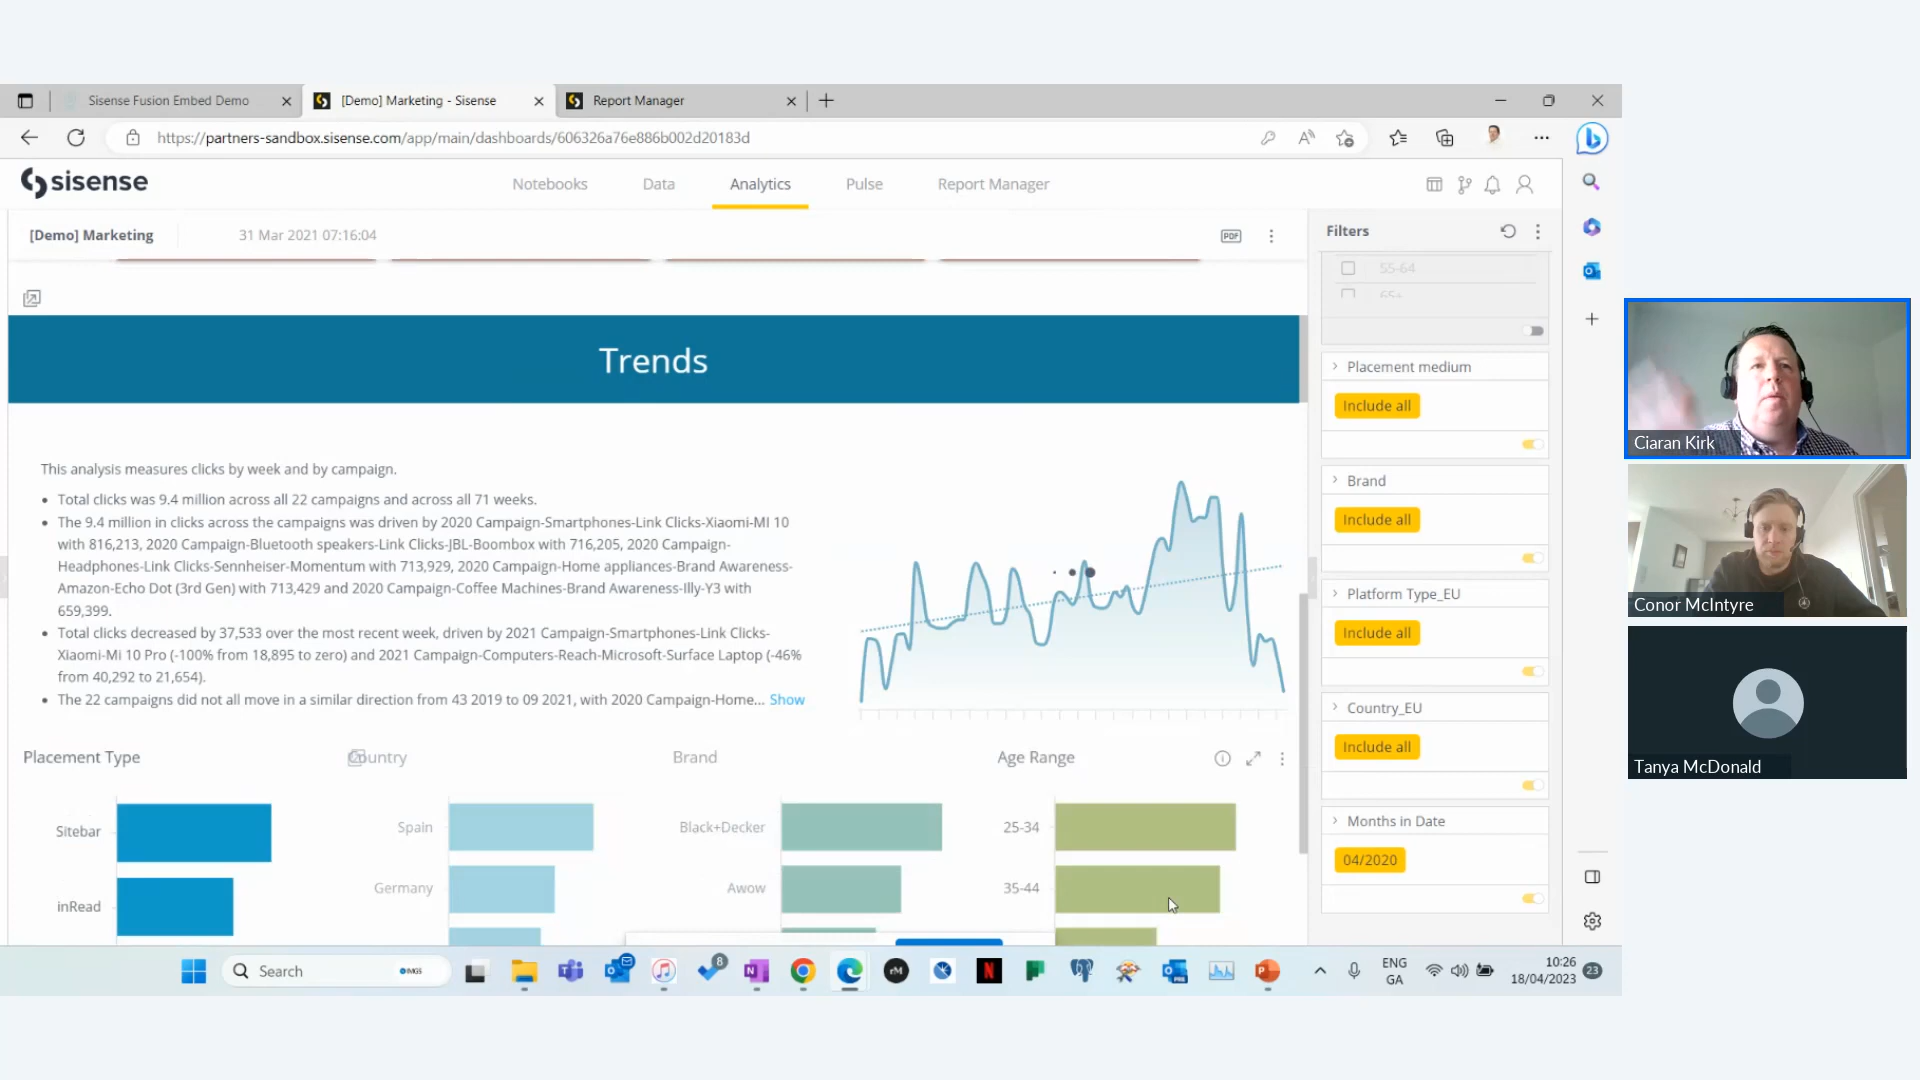 Sisense Fusion Embed Demo
[Demo] Marketing - Sisense
Report Manager
https://partners-sandbox.sisense.com/app/main/dashboards/606326a76e886b002d20183d
sisense
Notebooks
Data
Analytics
Pulse
Report Manager
[Demo] Marketing
31 Mar 2021 07:16:04
PDF
Filters
55-64
65+
Trends
Placement medium
Include all
Brand
Include all
Platform Type_EU
Include all
Country_EU
Include all
Months in Date
04/2020
This analysis measures clicks by week and by campaign.
Total clicks was 9.4 million across all 22 campaigns and across all 71 weeks.
The 9.4 million in clicks across the campaigns was driven by 2020 Campaign-Smartphones-Link Clicks-Xiaomi-MI 10
with 816,213, 2020 Campaign-Bluetooth speakers-Link Clicks-JBL-Boombox with 716,205, 2020 Campaign-
Headphones-Link Clicks-Sennheiser-Momentum with 713,929, 2020 Campaign-Home appliances-Brand Awareness-
Amazon-Echo Dot (3rd Gen) with 713,429 and 2020 Campaign-Coffee Machines-Brand Awareness-Illy-Y3 with
659,399.
Total clicks decreased by 37,533 over the most recent week, driven by 2021 Campaign-Smartphones-Link Clicks-
Xiaomi-Mi 10 Pro (-100% from 18,895 to zero) and 2021 Campaign-Computers-Reach-Microsoft-Surface Laptop (-46%
from 40,292 to 21,654).
The 22 campaigns did not all move in a similar direction from 43 2019 to 09 2021, with 2020 Campaign-Home... Show
Placement Type
Sitebar
inRead
Country
Spain
Germany
Brand
Black+Decker
Awow
Age Range
25-34
35-44
Search
8
ENG
GA
10:26
18/04/2023
23
Ciaran Kirk
Conor McIntyre
Tanya McDonald